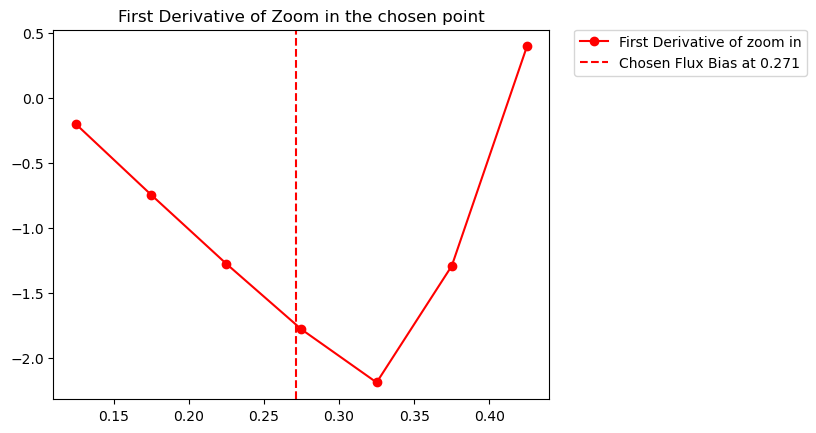 First Derivative of Zoom in the chosen point
0.5
0.0
−0.5
−1.0
−1.5
−2.0
0.15 0.20 0.25 0.30 0.35 0.40
First Derivative of zoom in
Chosen Flux Bias at 0.271